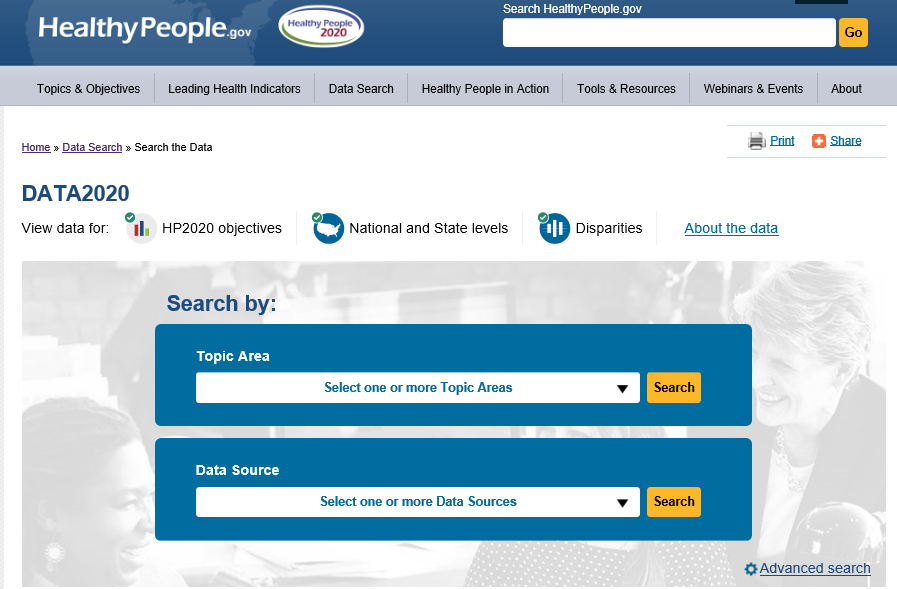 Search HealthyPeople.gov
HealthyPeople.gov
Healthy People
2020
Go
Topics & Objectives
Leading Health Indicators
Data Search
Healthy People in Action
Tools & Resources
Webinars & Events
About
Home » Data Search » Search the Data
Print
Share
DATA2020
View data for:
HP2020 objectives
National and State levels
Disparities
About the data
Search by:
Topic Area
Select one or more Topic Areas
Search
Data Source
Select one or more Data Sources
Search
Advanced search